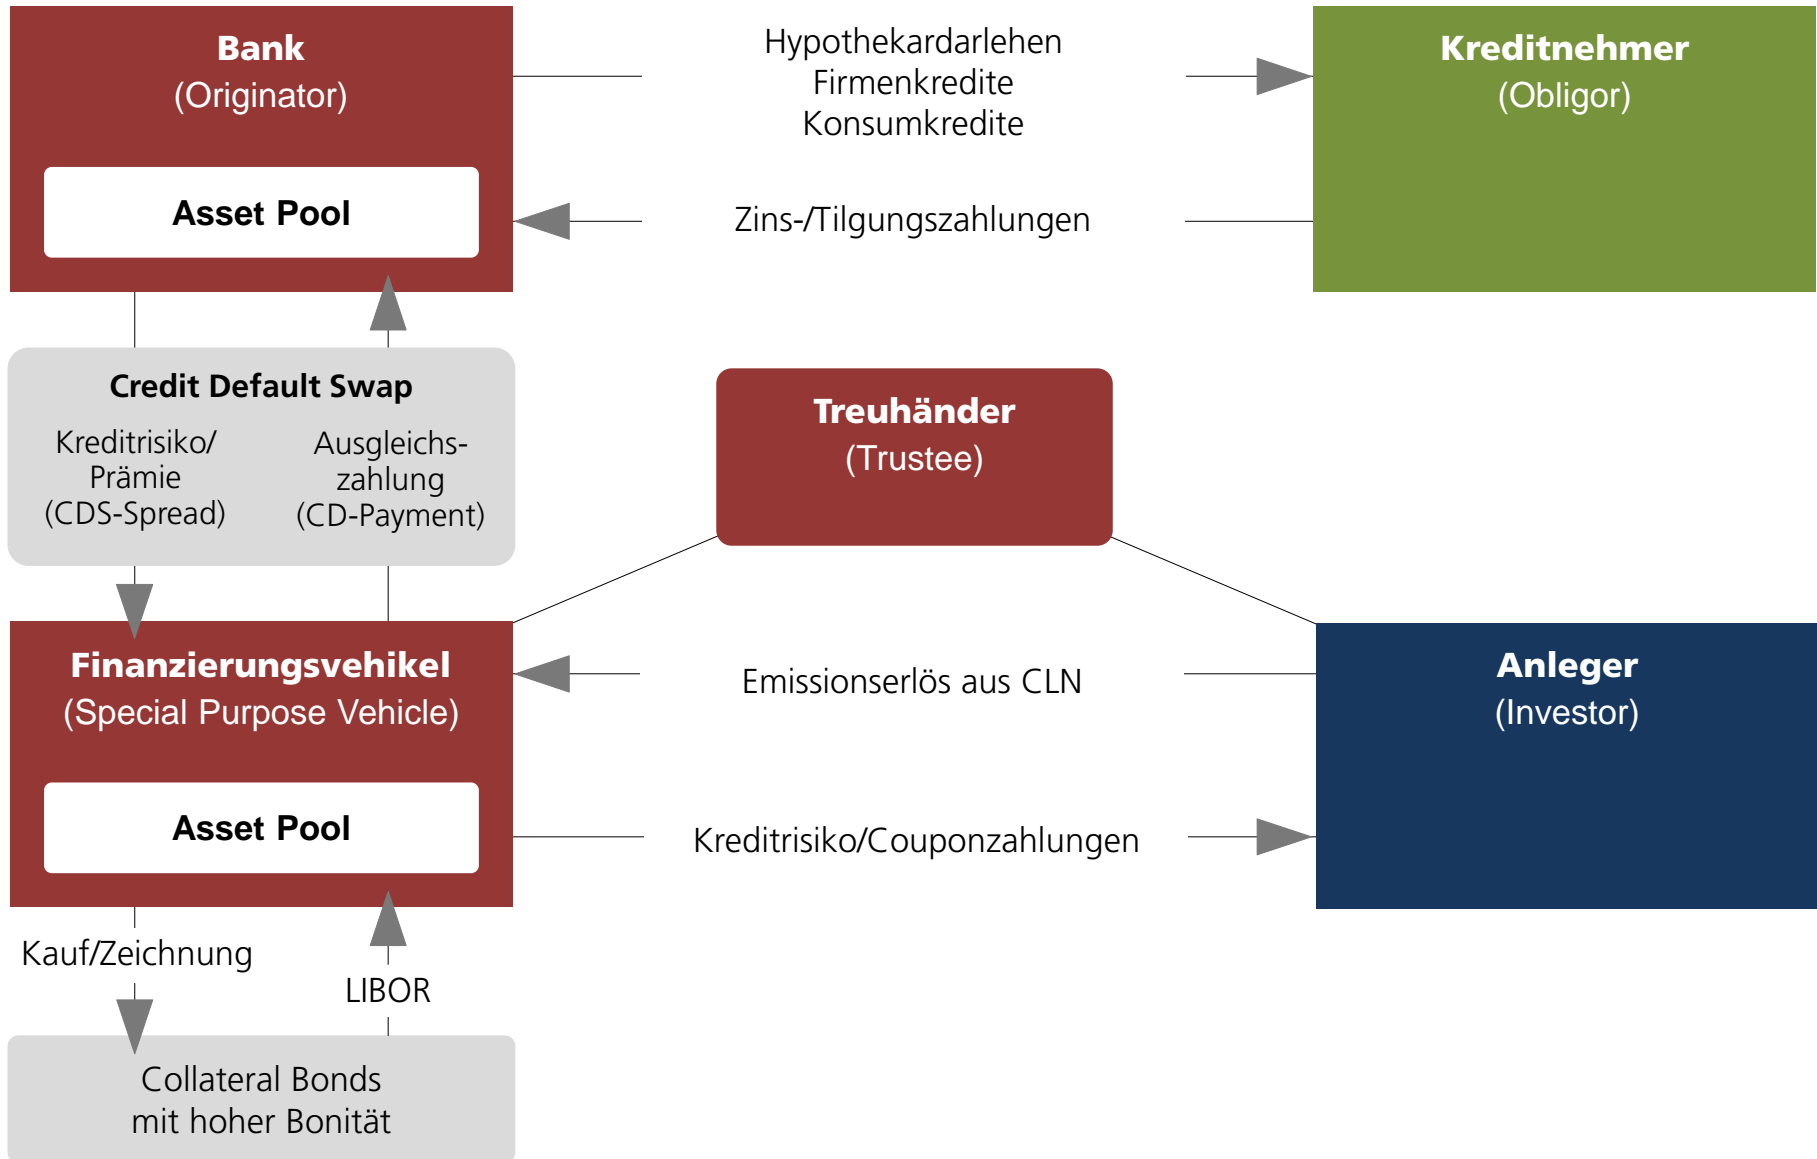 Bank
(Originator)
Asset Pool
Hypothekardarlehen
Firmenkredite
Konsumkredite
Zins-/Tilgungszahlungen
Kreditnehmer
(Obligor)
Credit Default Swap
Kreditrisiko/
Prämie
(CDS-Spread)
Ausgleichs-
zahlung
(CD-Payment)
Treuhänder
(Trustee)
Finanzierungsvehikel
(Special Purpose Vehicle)
Asset Pool
Emissionserlös aus CLN
Kreditrisiko/Couponzahlungen
Anleger
(Investor)
Kauf/Zeichnung
LIBOR
Collateral Bonds
mit hoher Bonität